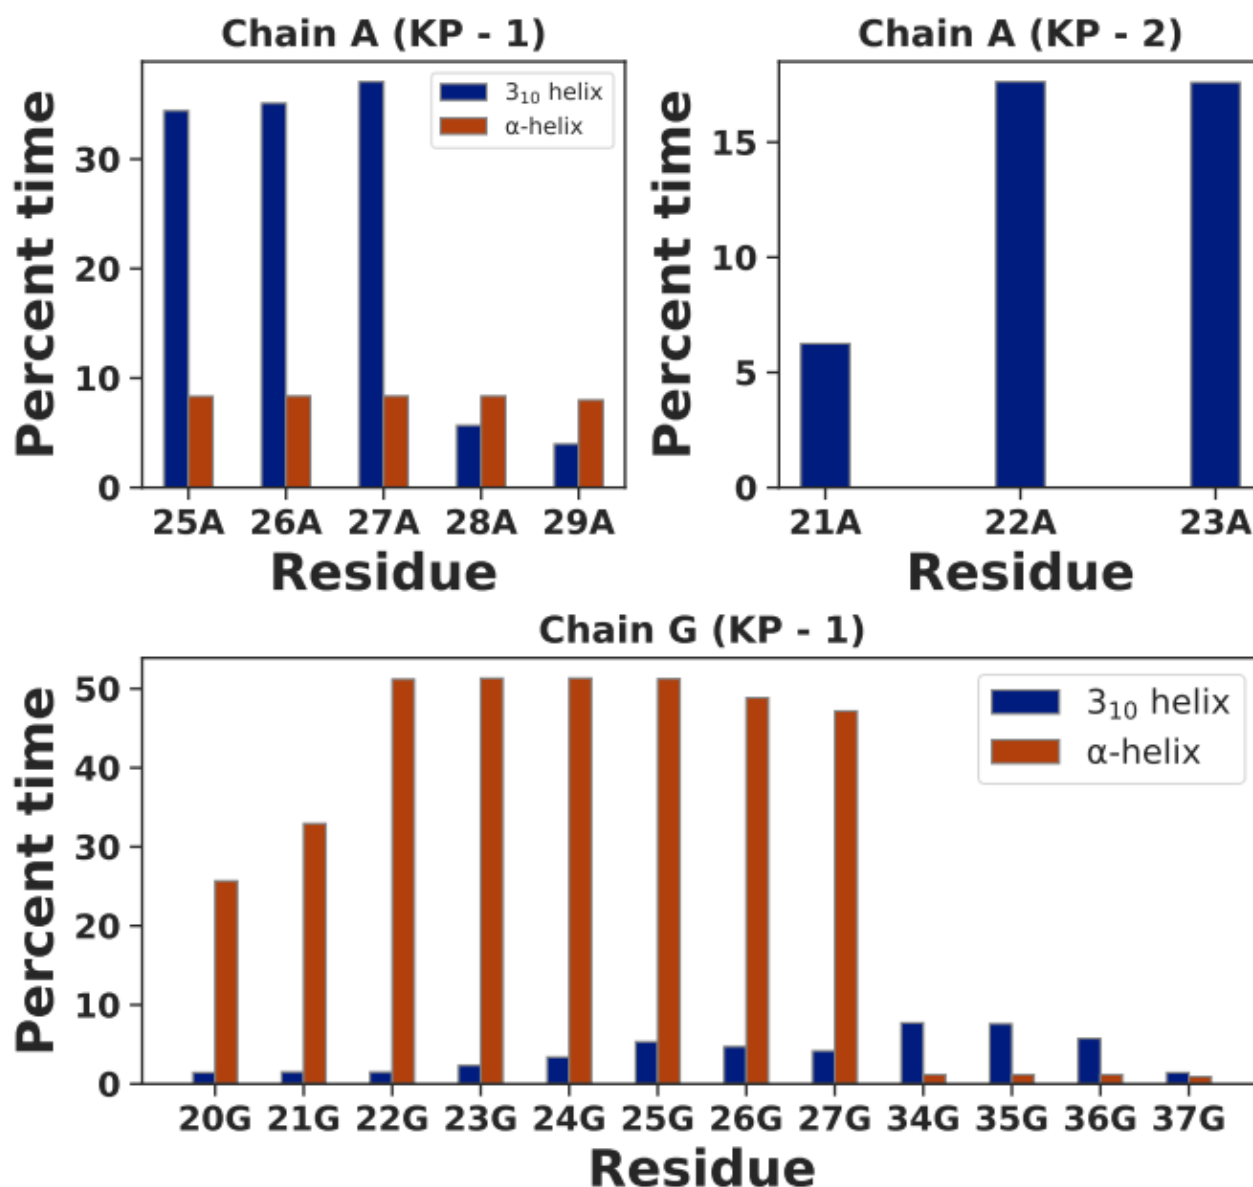 Chain A (KP - 1)
Percent time
30
20
10
0
3₁₀ helix
α-helix
25A 26A 27A 28A 29A
Residue
Chain A (KP - 2)
Percent time
15
10
5
0
21A 22A 23A
Residue
Chain G (KP - 1)
Percent time
50
40
30
20
10
0
3₁₀ helix
α-helix
20G 21G 22G 23G 24G 25G 26G 27G 34G 35G 36G 37G
Residue